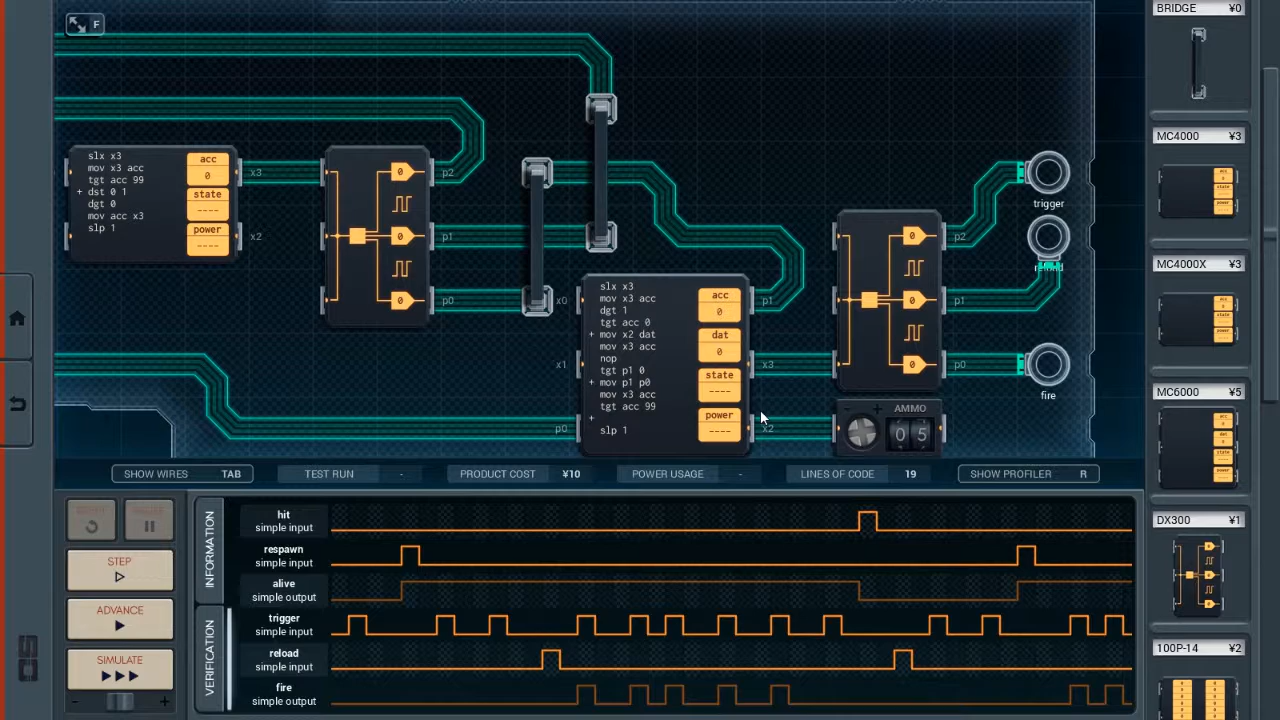 F
BRIDGE ¥0
slx x3
mov x3 acc
tgt acc 99
+ dst 0 1
dgt 0
mov acc x3
slp 1
acc
0
state
----
power
----
x3
x2
0
0
0
p2
p1
p0
slx x3
mov x3 acc
dgt 1
tgt acc 0
+ mov x2 dat
mov x3 acc
nop
tgt p1 0
+ mov p1 p0
mov x3 acc
tgt acc 99
+
slp 1
acc
0
dat
0
state
----
power
----
x0
x1
p0
p1
x3
x2
0
0
0
p2
p1
p0
trigger
fire
- + AMMO
05
MC4000 ¥3
MC4000X ¥3
MC6000 ¥5
DX300 ¥1
100P-14 ¥2
SHOW WIRES TAB
TEST RUN -
PRODUCT COST ¥10
POWER USAGE -
LINES OF CODE 19
SHOW PROFILER R
STEP
ADVANCE
SIMULATE
- +
INFORMATION
VERIFICATION
hit
simple input
respawn
simple input
alive
simple output
trigger
simple input
reload
simple input
fire
simple output